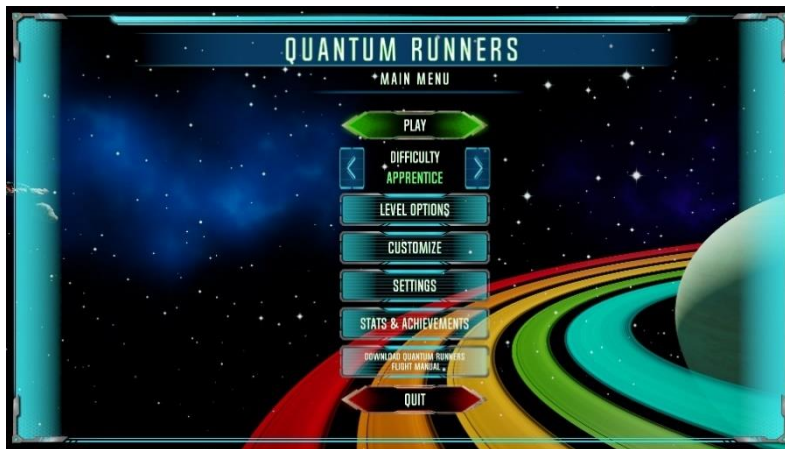 QUANTUM RUNNERS
MAIN MENU
PLAY
DIFFICULTY
APPRENTICE
LEVEL OPTIONS
CUSTOMIZE
SETTINGS
STATS & ACHIEVEMENTS
DOWNLOAD QUANTUM RUNNERS
FLIGHT MANUAL
QUIT